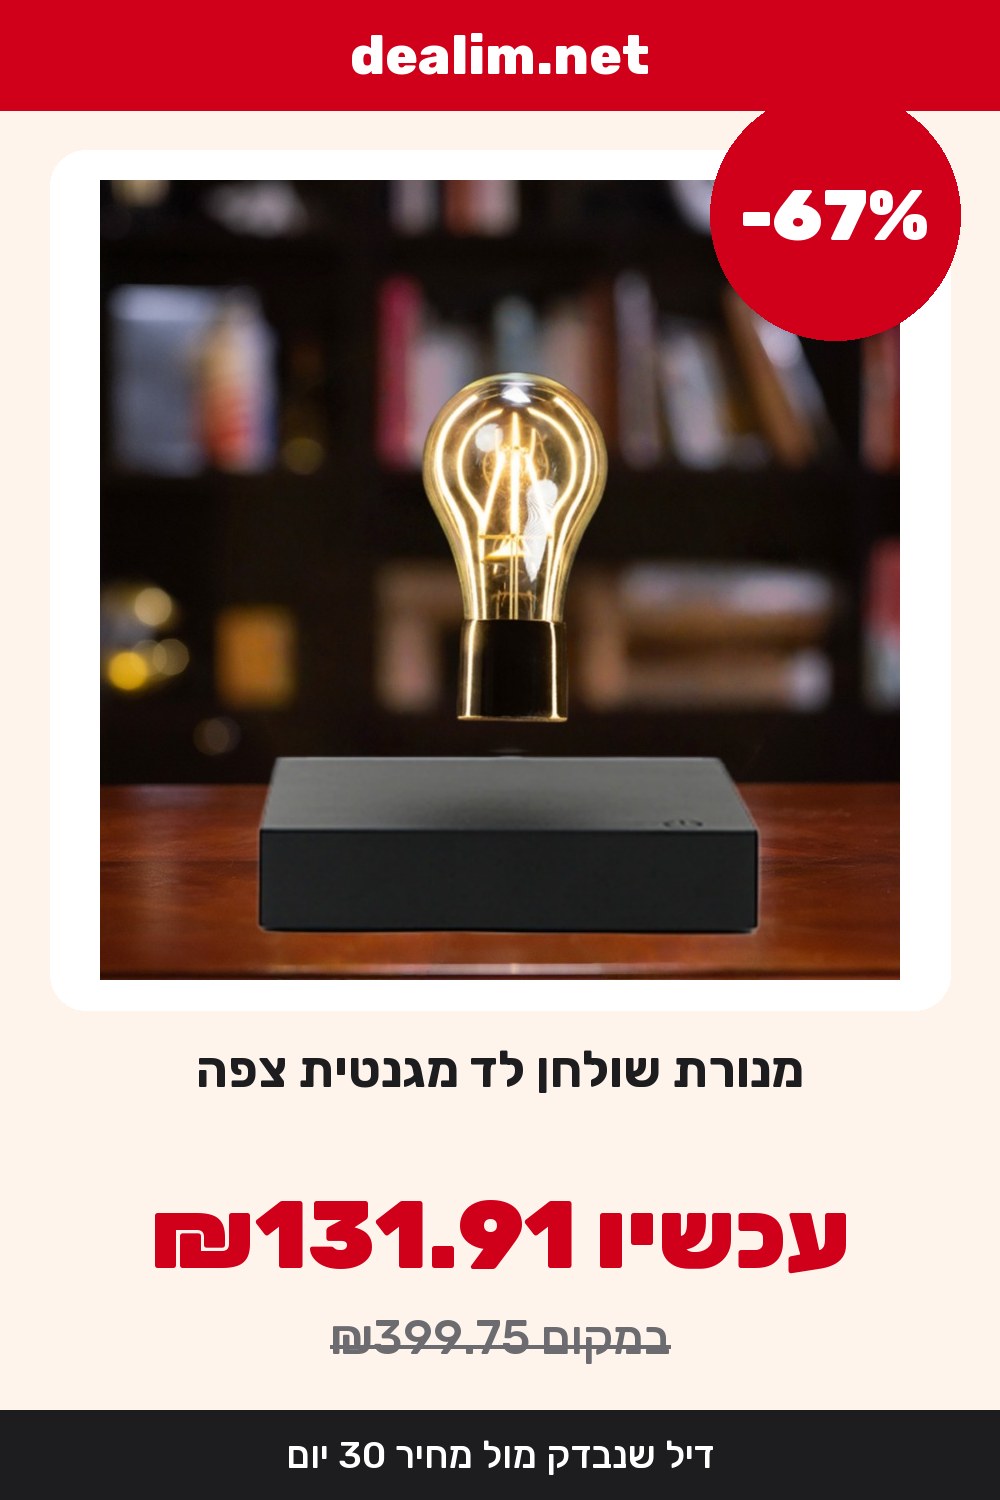 dealim.net
-67%
מנורת שולחן לד מגנטית צפה
עכשיו 131.91₪
במקום 399.75₪
דיל שנבדק מול מחיר 30 יום